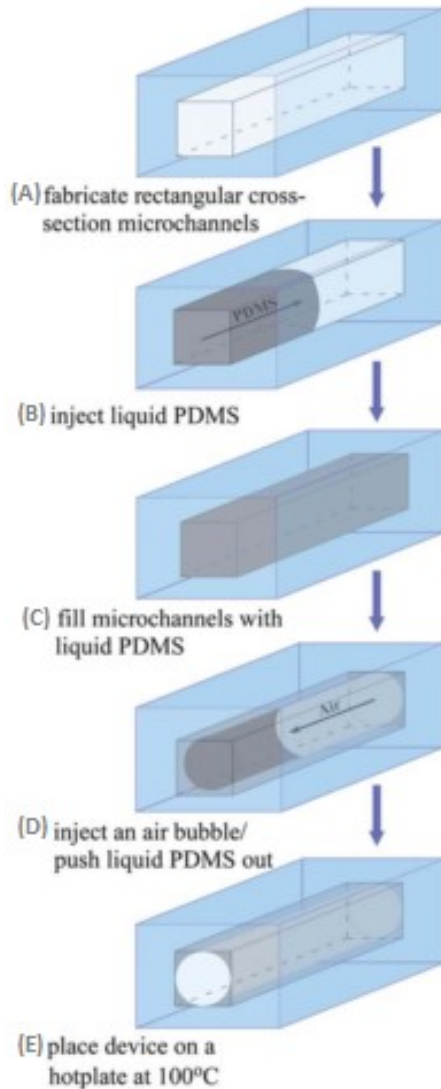 (A) fabricate rectangular cross-
section microchannels
PDMS
(B) inject liquid PDMS
(C) fill microchannels with
liquid PDMS
Air
(D) inject an air bubble/
push liquid PDMS out
(E) place device on a
hotplate at 100°C